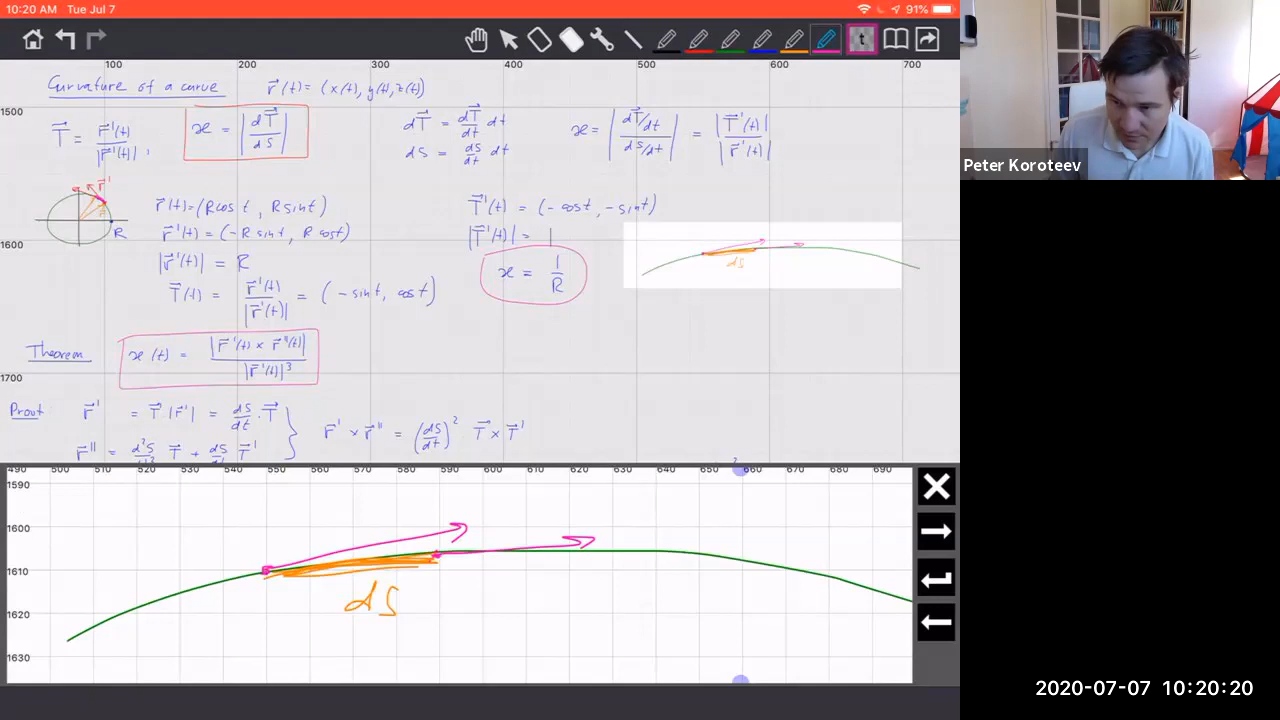 10:20 AM Tue Jul 7
91%
t
100 200 300 400 500 600 700
Curvature of a curve r⃗(t) = (x(t), y(t), z(t))
1500
T⃗ = r⃗'(t) / |r⃗'(t)| , ϰ = |dT⃗ / dS| dT⃗ = dT⃗/dt dt ϰ = |dT⃗/dt / dS/dt| = |T⃗'(t)| / |r⃗'(t)|
dS = dS/dt dt
Peter Koroteev
r⃗'
r⃗(t) = (R cos t, R sin t) T⃗'(t) = (- cos t, - sin t)
R
r⃗'(t) = (-R sin t, R cos t) |T⃗'(t)| = 1
1600
|r⃗'(t)| = R ϰ = 1/R dS
T⃗(t) = r⃗'(t) / |r⃗'(t)| = (- sin t, cos t)
Theorem ϰ(t) = |r⃗'(t) × r⃗''(t)| / |r⃗'(t)|³
1700
Proof r⃗' = T⃗ |r⃗'| = dS/dt · T⃗
r⃗' × r⃗'' = (dS/dt)² T⃗ × T⃗'
r⃗'' = d²S/dt² T⃗ + dS/dt T⃗'
490 500 510 520 530 540 550 560 570 580 590 600 610 620 630 640 650 660 670 680 690
1590
1600
1610
dS
1620
1630
2020-07-07 10:20:20